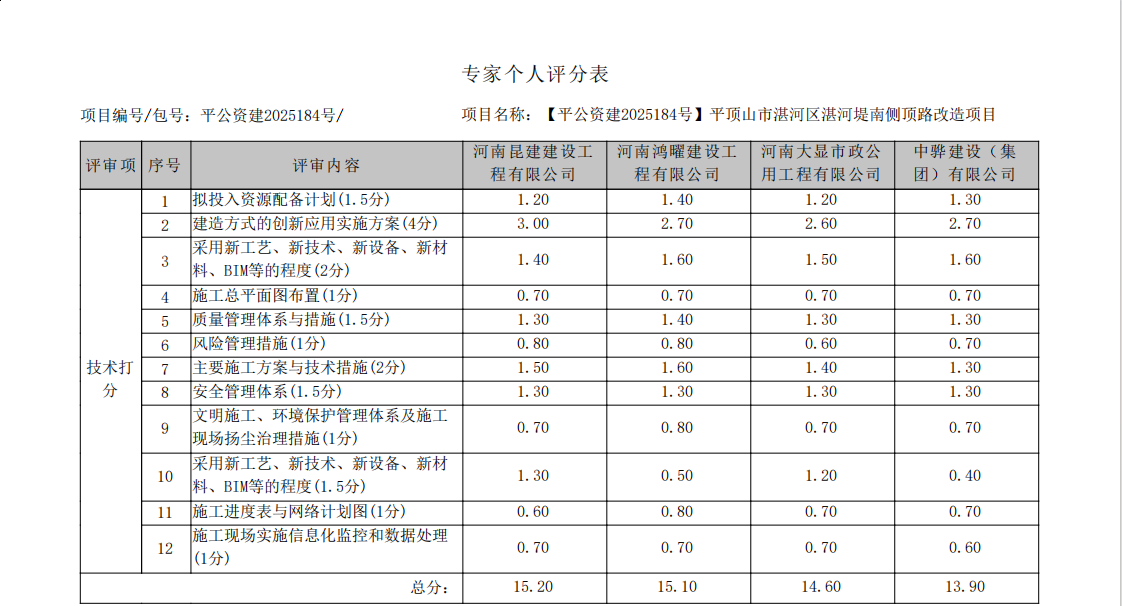 专家个人评分表
项目编号/包号：平公资建2025184号/ 项目名称：【平公资建2025184号】平顶山市湛河区湛河堤南侧顶路改造项目
评审项 序号 评审内容 河南昆建建设工程有限公司 河南鸿曜建设工程有限公司 河南大显市政公用工程有限公司 中骅建设（集团）有限公司
技术打分
1 拟投入资源配备计划(1.5分) 1.20 1.40 1.20 1.30
2 建造方式的创新应用实施方案(4分) 3.00 2.70 2.60 2.70
3 采用新工艺、新技术、新设备、新材料、BIM等的程度(2分) 1.40 1.60 1.50 1.60
4 施工总平面图布置(1分) 0.70 0.70 0.70 0.70
5 质量管理体系与措施(1.5分) 1.30 1.40 1.30 1.30
6 风险管理措施(1分) 0.80 0.80 0.60 0.70
7 主要施工方案与技术措施(2分) 1.50 1.60 1.40 1.30
8 安全管理体系(1.5分) 1.30 1.30 1.30 1.30
9 文明施工、环境保护管理体系及施工现场扬尘治理措施(1分) 0.70 0.80 0.70 0.70
10 采用新工艺、新技术、新设备、新材料、BIM等的程度(1.5分) 1.30 0.50 1.20 0.40
11 施工进度表与网络计划图(1分) 0.60 0.80 0.70 0.70
12 施工现场实施信息化监控和数据处理(1分) 0.70 0.70 0.70 0.60
总分： 15.20 15.10 14.60 13.90